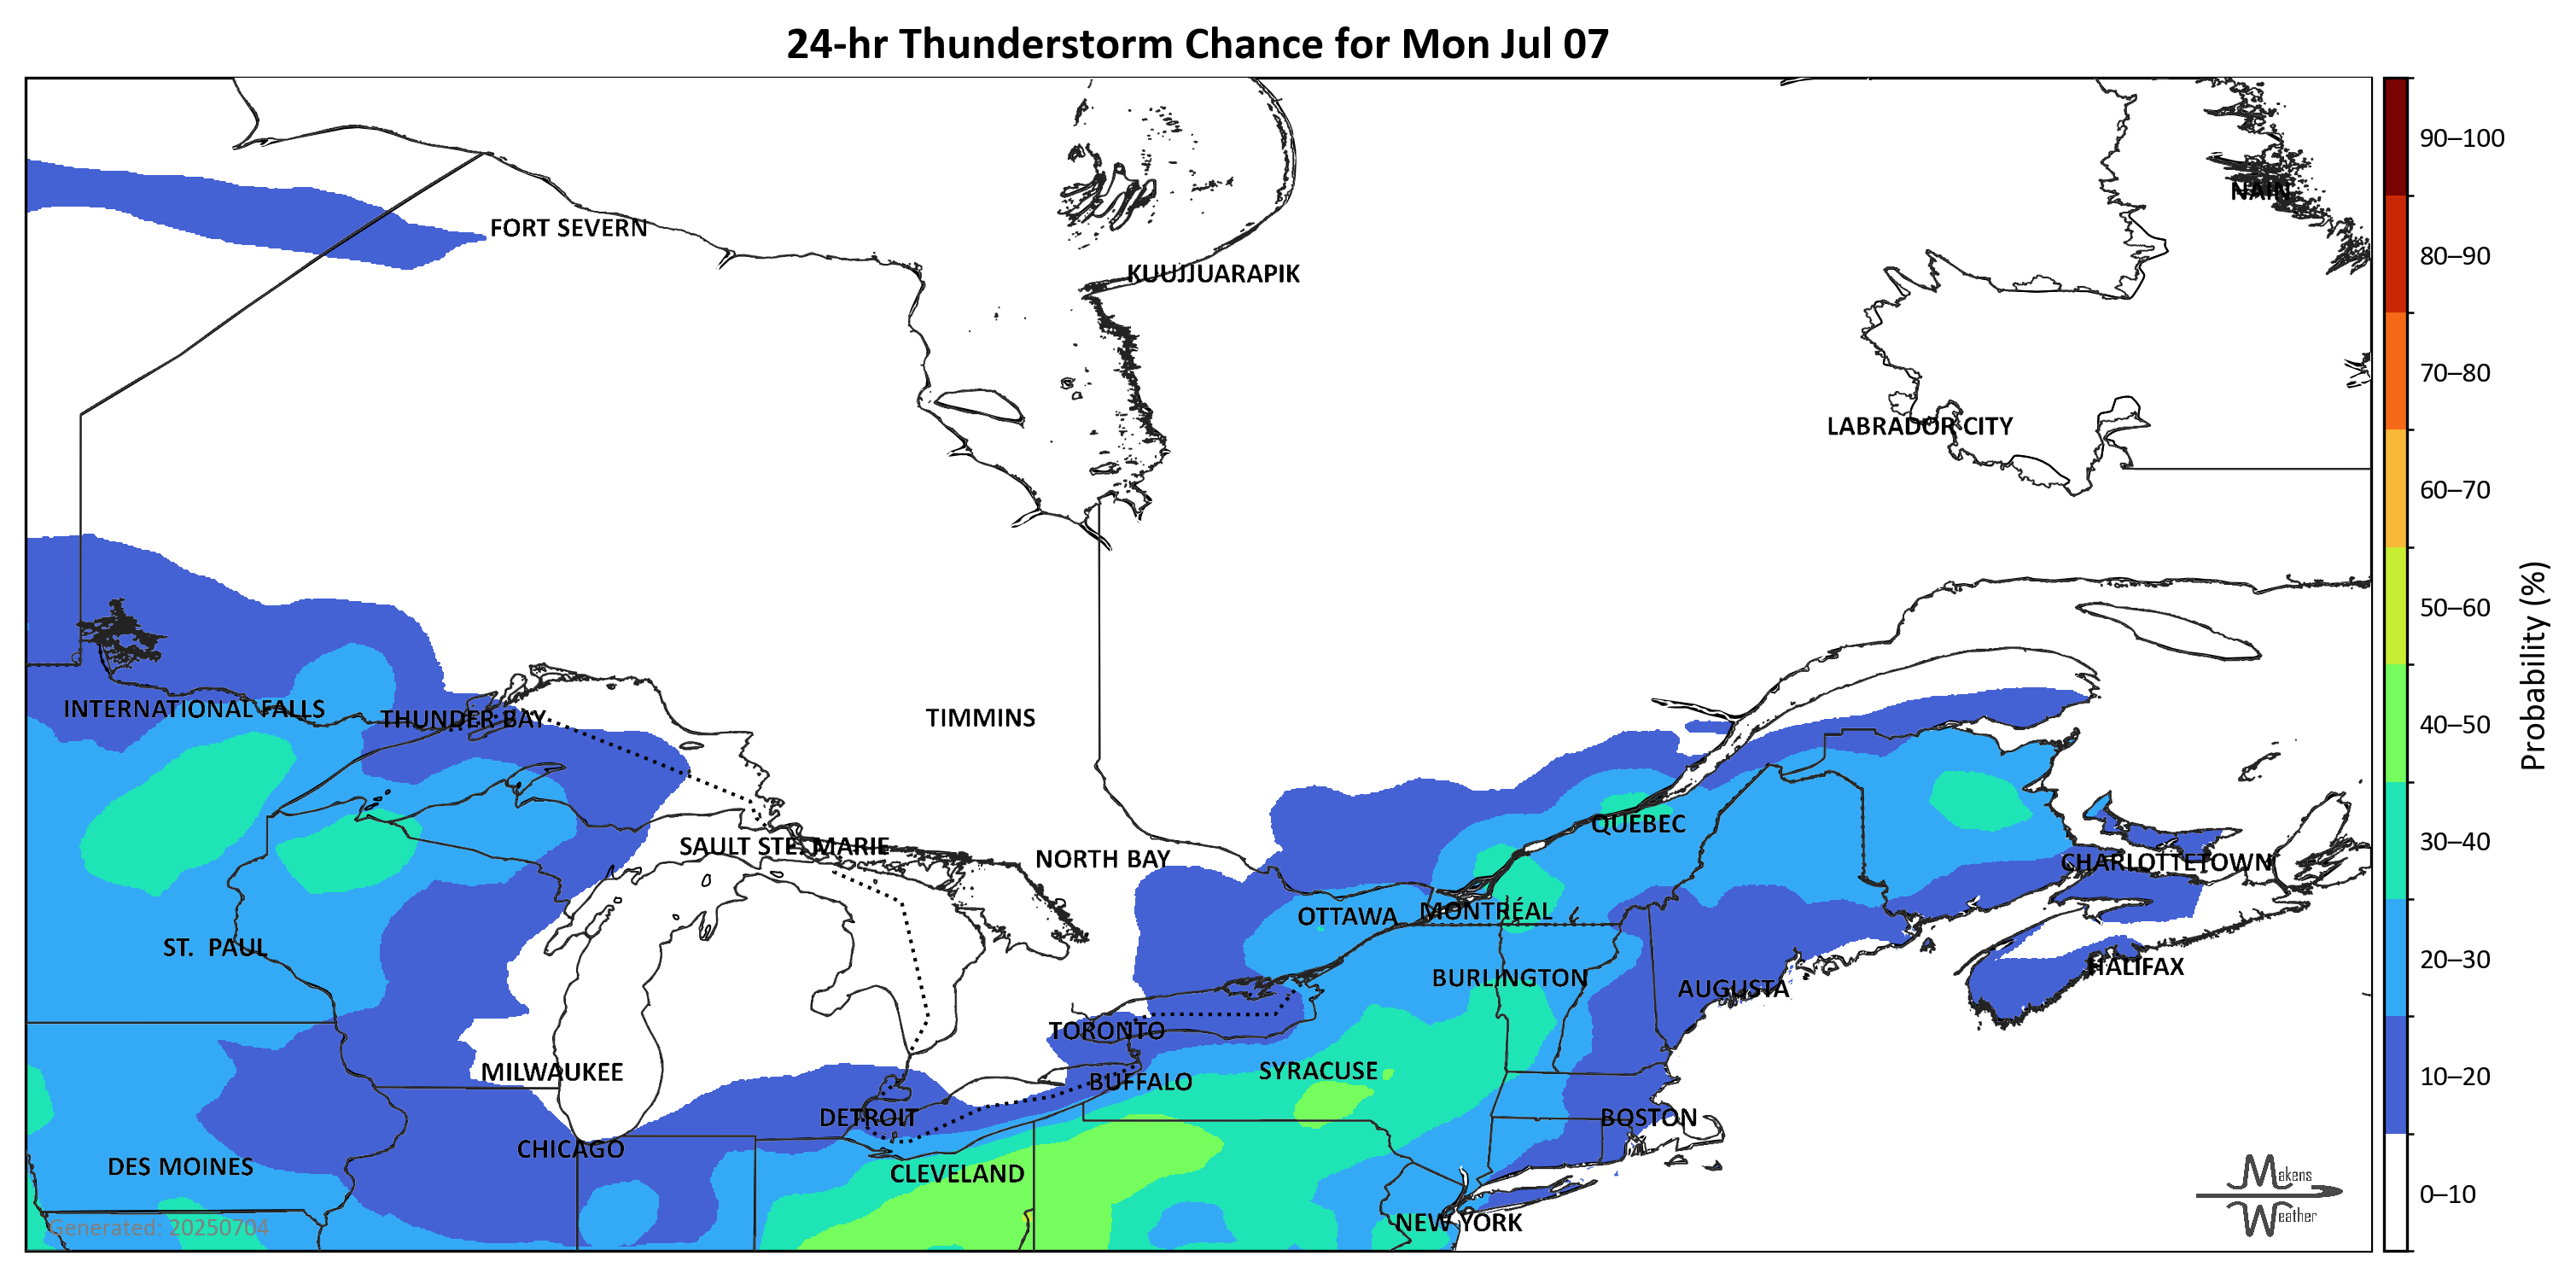 24-hr Thunderstorm Chance for Mon Jul 07
90–100
NAIN
FORT SEVERN
80–90
KUUJJUARAPIK
70–80
LABRADOR CITY
60–70
50–60
Probability (%)
INTERNATIONAL FALLS
THUNDER BAY
TIMMINS
40–50
QUEBEC
SAULT STE. MARIE
30–40
NORTH BAY
CHARLOTTETOWN
OTTAWA
MONTRÉAL
ST. PAUL
20–30
HALIFAX
BURLINGTON
AUGUSTA
TORONTO
MILWAUKEE
SYRACUSE
10–20
BUFFALO
DETROIT
BOSTON
CHICAGO
DES MOINES
CLEVELAND
Makens
0–10
Weather
NEW YORK
Generated: 20250704